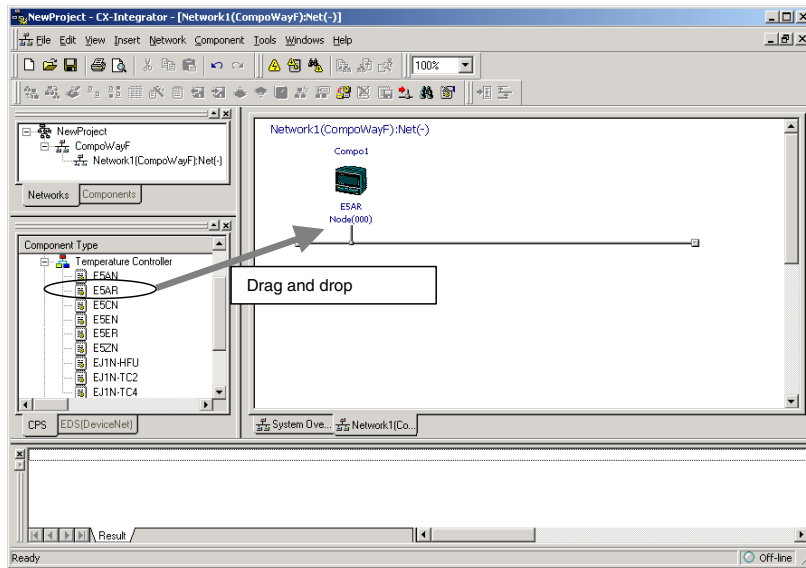 NewProject - CX-Integrator - [Network1(CompoWayF):Net(-)]
File Edit View Insert Network Component Tools Windows Help
100%
NewProject
CompoWayF
Network1(CompoWayF):Net(-)
Networks Components
Component Type
Temperature Controller
E5AN
E5AR
E5CN
E5EN
E5ER
E5ZN
EJ1N-HFU
EJ1N-TC2
EJ1N-TC4
CPS EDS(DeviceNet)
Network1(CompoWayF):Net(-)
Compo1
E5AR
Node(000)
Drag and drop
System Ove... Network1(Co...
Result
Ready Off-line